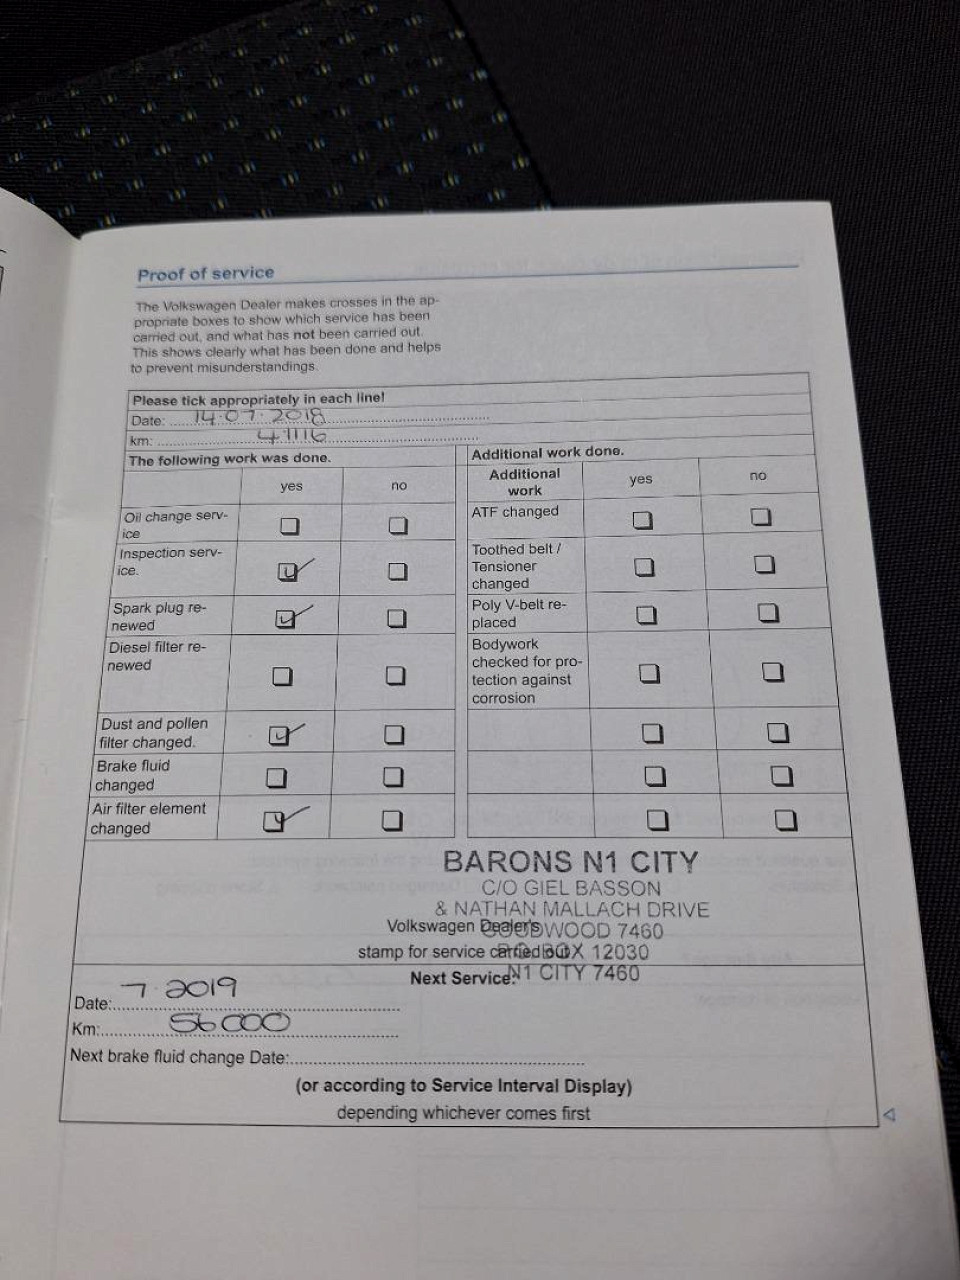 Proof of service
The Volkswagen Dealer makes crosses in the ap-
propriate boxes to show which service has been
carried out, and what has not been carried out.
This shows clearly what has been done and helps
to prevent misunderstandings.
Please tick appropriately in each line!
Date: 14.07.2018
km: 41116
The following work was done.
yes no
Oil change serv-
ice
Inspection serv-
ice.
Spark plug re-
newed
Diesel filter re-
newed
Dust and pollen
filter changed.
Brake fluid
changed
Air filter element
changed
Additional work done.
Additional
work
yes no
ATF changed
Toothed belt /
Tensioner
changed
Poly V-belt re-
placed
Bodywork
checked for pro-
tection against
corrosion
BARONS N1 CITY
C/O GIEL BASSON
& NATHAN MALLACH DRIVE
Volkswagen Dealer's
GOODWOOD 7460
stamp for service carried out
PO BOX 12030
Next Service:
N1 CITY 7460
Date: 7.2019
Km: 56000
Next brake fluid change Date:
(or according to Service Interval Display)
depending whichever comes first